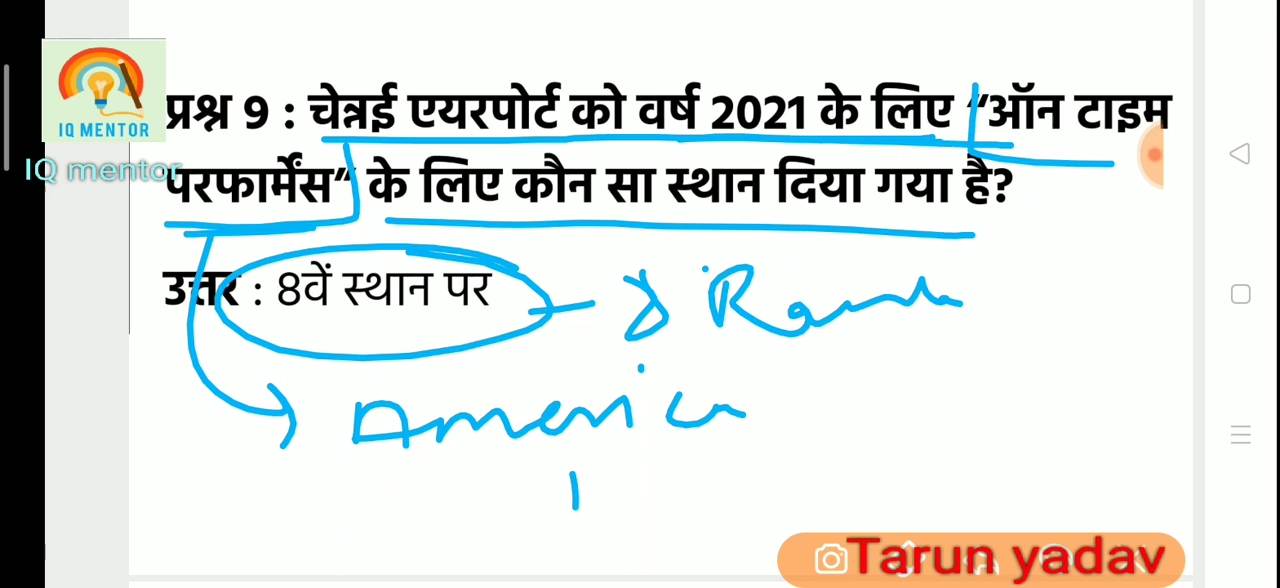 IQ MENTOR
IQ mentor
प्रश्न 9 : चेन्नई एयरपोर्ट को वर्ष 2021 के लिए “ऑन टाइम
परफार्मेंस” के लिए कौन सा स्थान दिया गया है?
उत्तर : 8वें स्थान पर
America
Tarun yadav